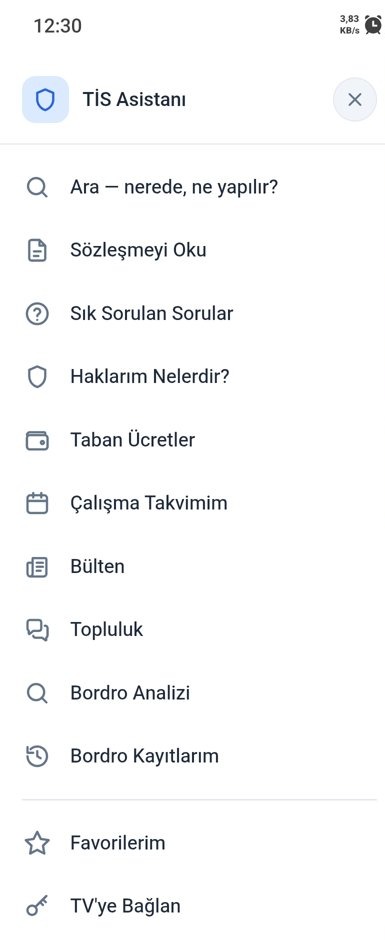 12:30
3,83
KB/s
TİS Asistanı
Ara — nerede, ne yapılır?
Sözleşmeyi Oku
Sık Sorulan Sorular
Haklarım Nelerdir?
Taban Ücretler
Çalışma Takvimim
Bülten
Topluluk
Bordro Analizi
Bordro Kayıtlarım
Favorilerim
TV'ye Bağlan